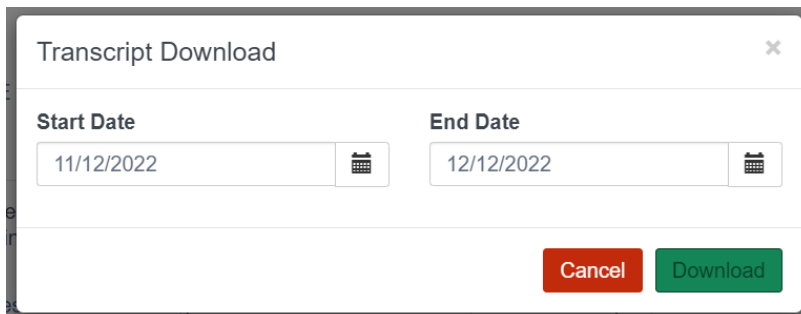 Transcript Download
×
Start Date
End Date
11/12/2022
12/12/2022
Cancel
Download